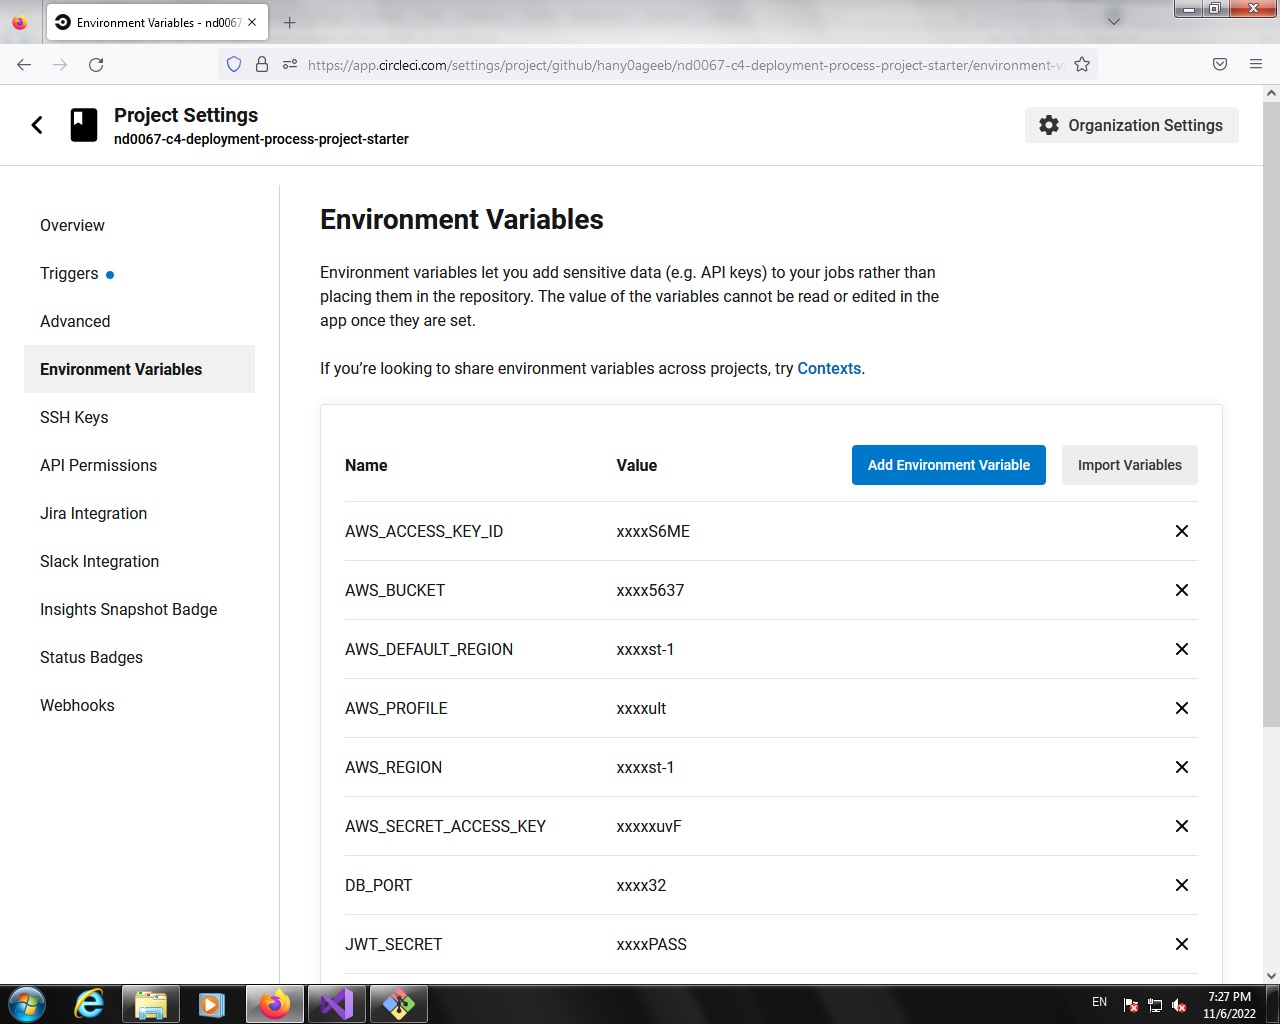 Environment Variables - nd0067
https://app.circleci.com/settings/project/github/hany0ageeb/nd0067-c4-deployment-process-project-starter/environment-v
Project Settings
nd0067-c4-deployment-process-project-starter
Organization Settings
Overview
Triggers
Advanced
Environment Variables
SSH Keys
API Permissions
Jira Integration
Slack Integration
Insights Snapshot Badge
Status Badges
Webhooks
Environment Variables
Environment variables let you add sensitive data (e.g. API keys) to your jobs rather than
placing them in the repository. The value of the variables cannot be read or edited in the
app once they are set.
If you’re looking to share environment variables across projects, try Contexts.
Name Value Add Environment Variable Import Variables
AWS_ACCESS_KEY_ID xxxxS6ME
AWS_BUCKET xxxx5637
AWS_DEFAULT_REGION xxxxst-1
AWS_PROFILE xxxxult
AWS_REGION xxxxst-1
AWS_SECRET_ACCESS_KEY xxxxxuvF
DB_PORT xxxx32
JWT_SECRET xxxxPASS
EN
7:27 PM
11/6/2022